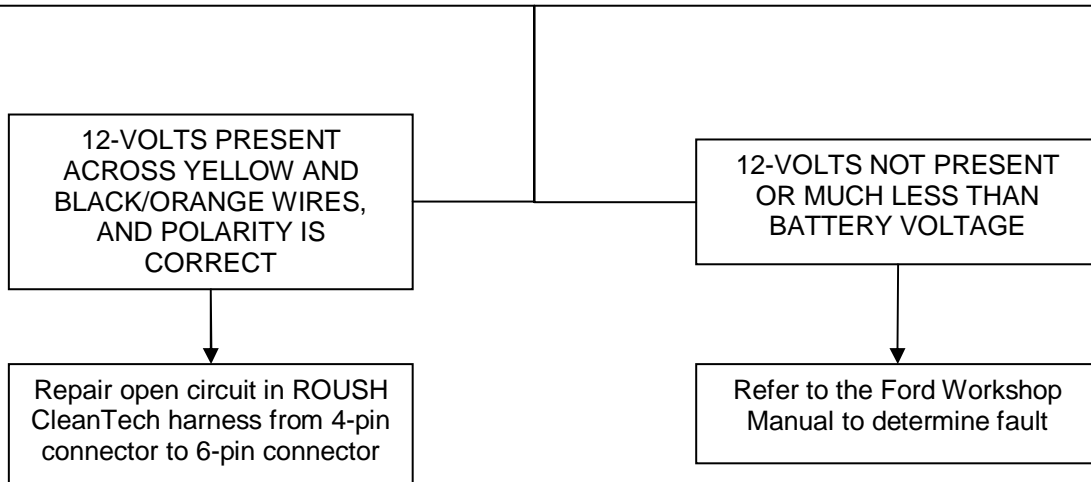 12-VOLTS PRESENT
ACROSS YELLOW AND
BLACK/ORANGE WIRES,
AND POLARITY IS
CORRECT
12-VOLTS NOT PRESENT
OR MUCH LESS THAN
BATTERY VOLTAGE
Repair open circuit in ROUSH
CleanTech harness from 4-pin
connector to 6-pin connector
Refer to the Ford Workshop
Manual to determine fault